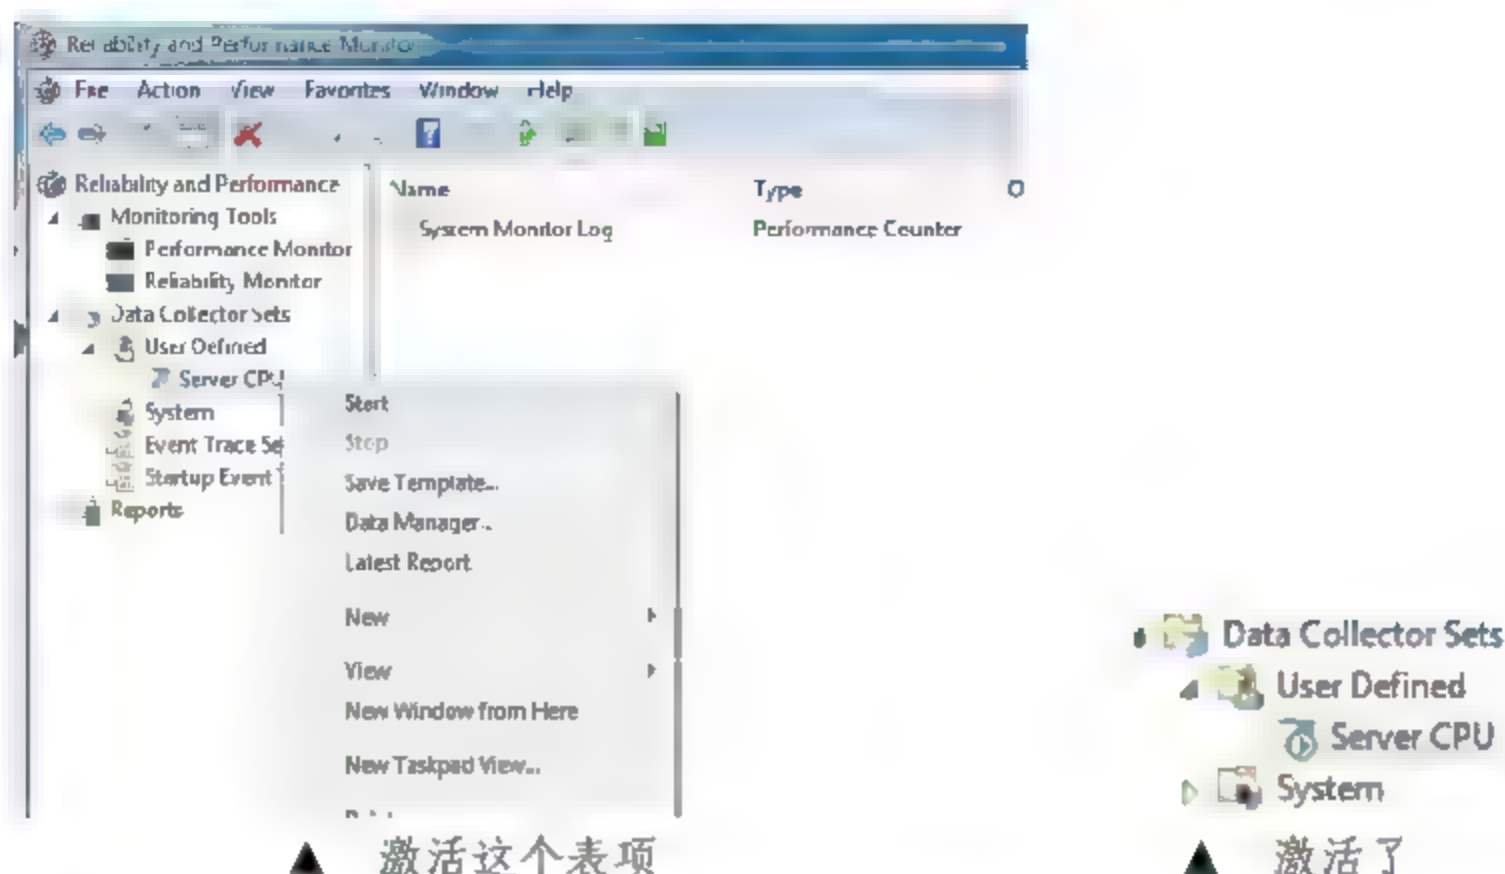 Reliability and Performance Monitor
File Action View Favorites Window Help
Reliability and Performance
Monitoring Tools
Performance Monitor
Reliability Monitor
Data Collector Sets
User Defined
Server CPU
System
Event Trace Se
Startup Event T
Reports
Name Type O
System Monitor Log Performance Counter
Start
Stop
Save Template...
Data Manager...
Latest Report
New
View
New Window from Here
New Taskpad View...
激活这个表项
Data Collector Sets
User Defined
Server CPU
System
激活了